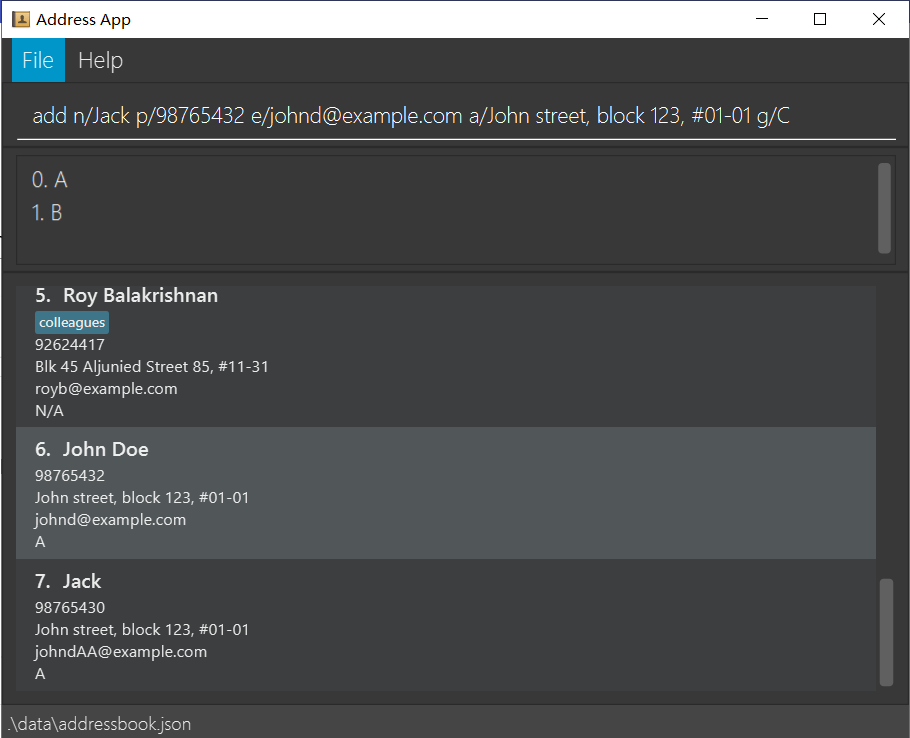 Address App
File Help
add n/Jack p/98765432 e/johnd@example.com a/John street, block 123, #01-01 g/C
0. A
1. B
5. Roy Balakrishnan
colleagues
92624417
Blk 45 Aljunied Street 85, #11-31
royb@example.com
N/A
6. John Doe
98765432
John street, block 123, #01-01
johnd@example.com
A
7. Jack
98765430
John street, block 123, #01-01
johndAA@example.com
A
.\data\addressbook.json